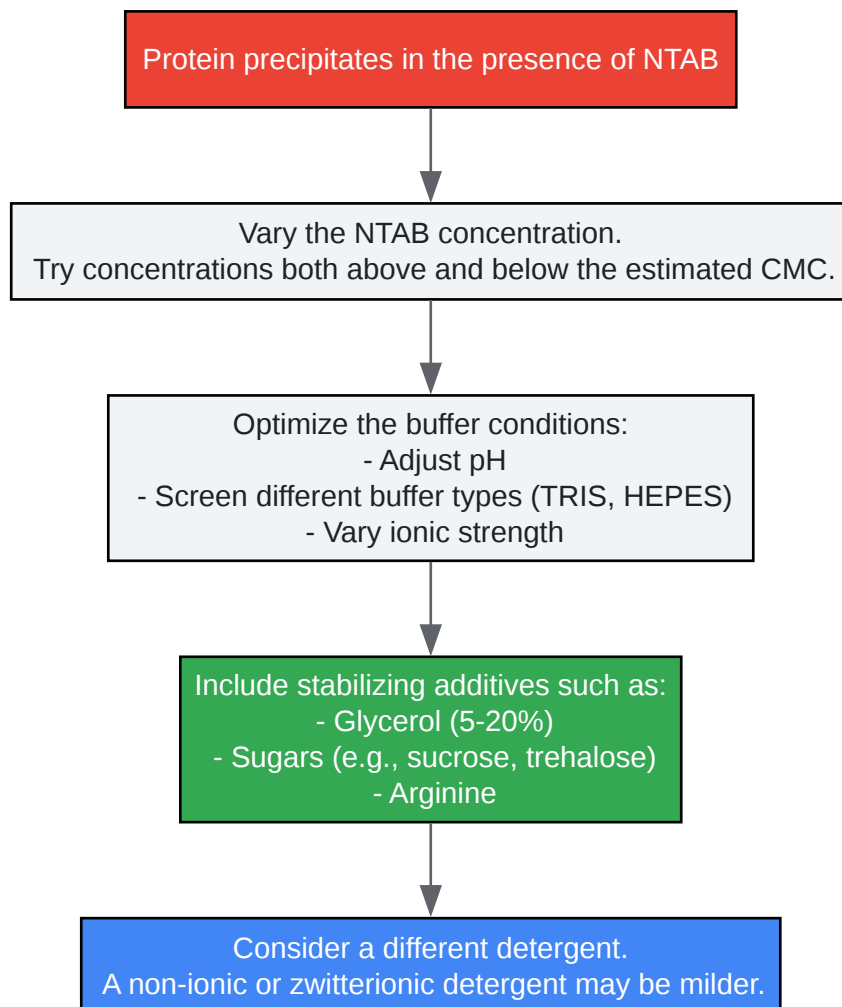 Protein precipitates in the presence of NTAB
Vary the NTAB concentration.
Try concentrations both above and below the estimated CMC.
Optimize the buffer conditions:
- Adjust pH
- Screen different buffer types (TRIS, HEPES)
- Vary ionic strength
Include stabilizing additives such as:
- Glycerol (5-20%)
- Sugars (e.g., sucrose, trehalose)
- Arginine
Consider a different detergent.
A non-ionic or zwitterionic detergent may be milder.